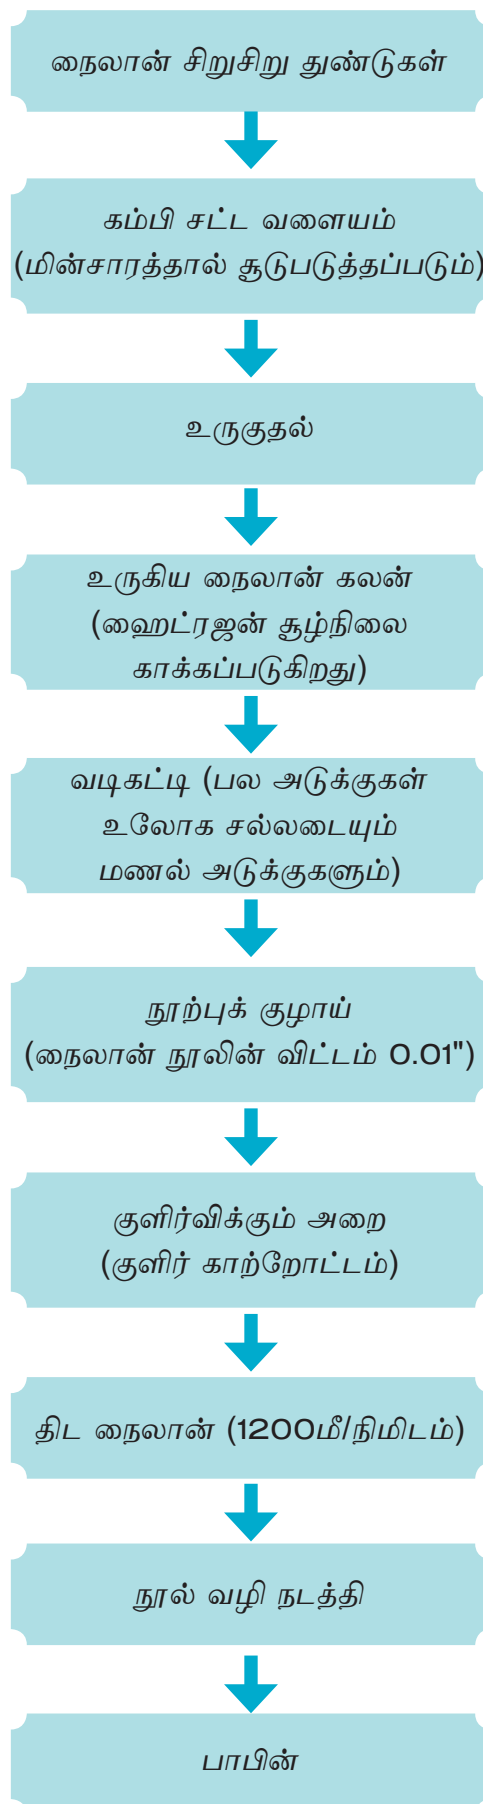 நைலான் சிறுசிறு துண்டுகள்
கம்பி சட்ட வளையம்
(மின்சாரத்தால் சூடுபடுத்தப்படும்)
உருகுதல்
உருகிய நைலான் கலன்
(ஹைட்ரஜன் சூழ்நிலை
காக்கப்படுகிறது)
வடிகட்டி (பல அடுக்குகள்
உலோக சல்லடையும்
மணல் அடுக்குகளும்)
நூற்புக் குழாய்
(நைலான் நூலின் விட்டம் 0.01")
குளிர்விக்கும் அறை
(குளிர் காற்றோட்டம்)
திட நைலான் (1200மீ/நிமிடம்)
நூல் வழி நடத்தி
பாபின்